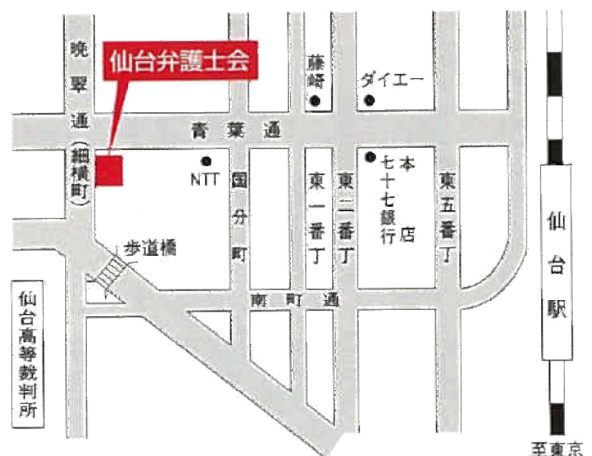 仙台弁護士会
晩翠通(細横町)
藤崎
ダイエー
青葉通
NTT
国分町
東一番丁
東二番丁
七十七銀行
本店
東五番丁
仙台駅
歩道橋
南町通
仙台高等裁判所
至東京